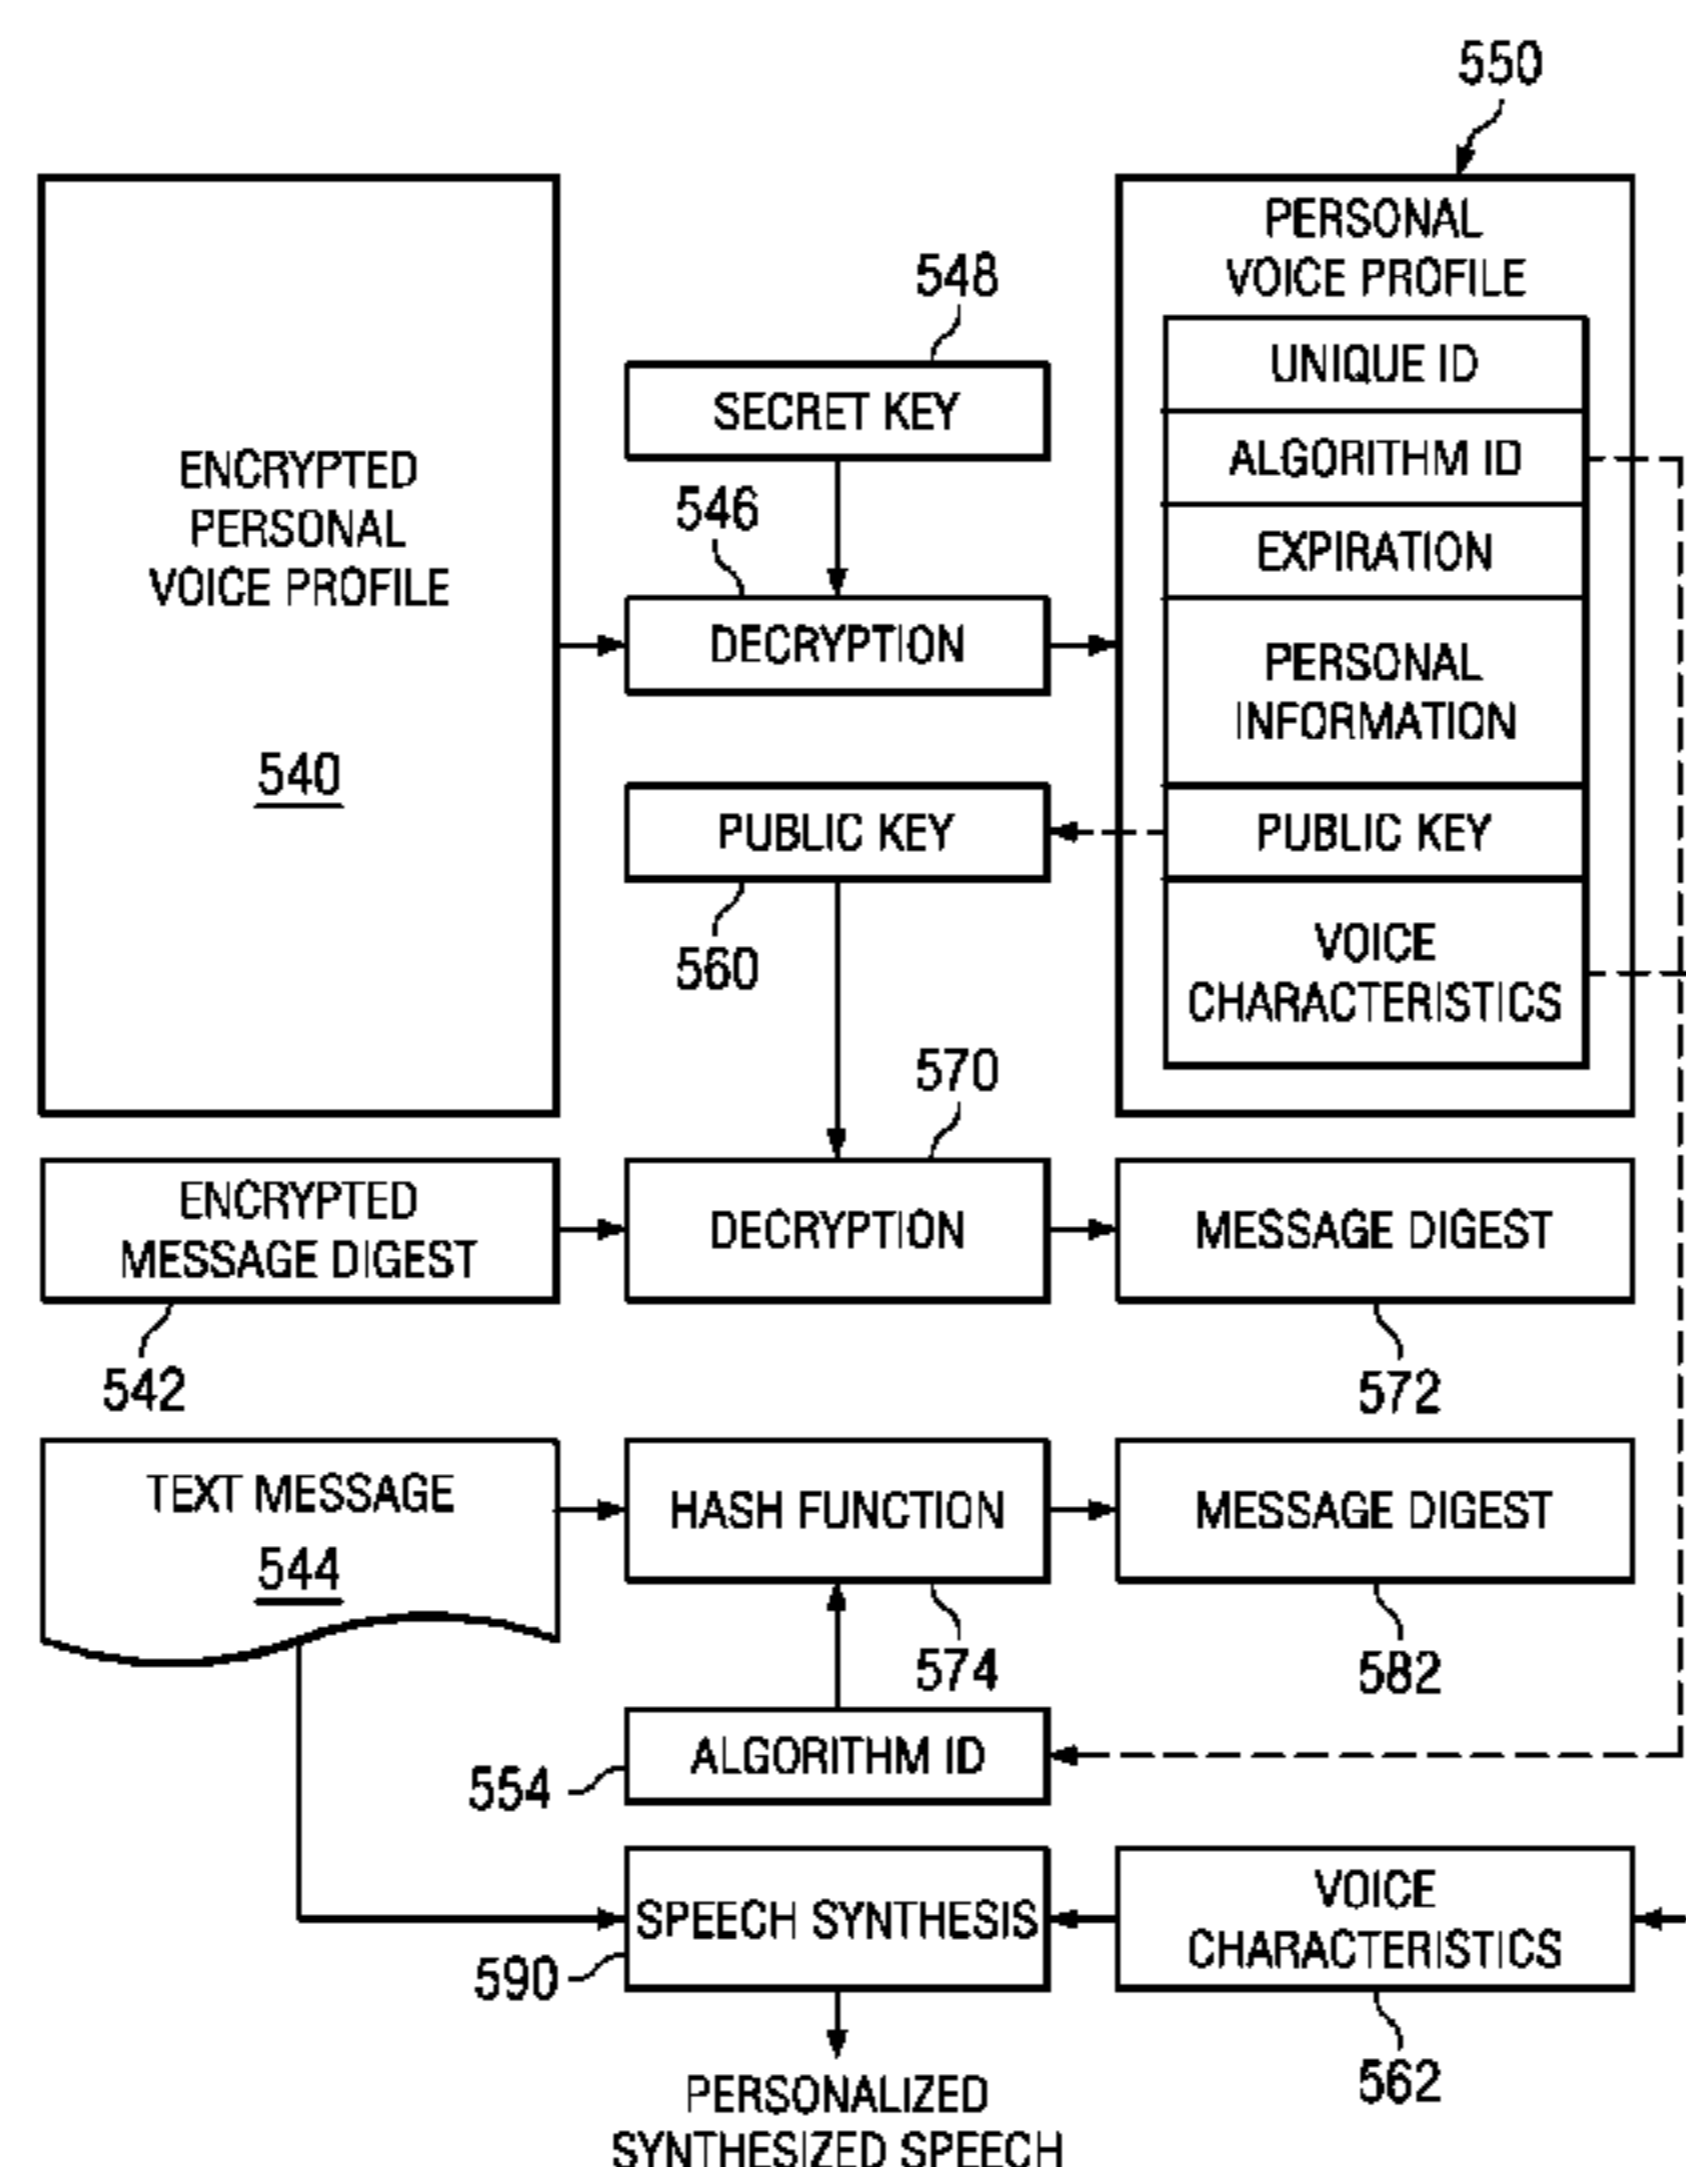 550
PERSONAL
VOICE PROFILE
548
UNIQUE ID
SECRET KEY
ALGORITHM ID
ENCRYPTED
PERSONAL
VOICE PROFILE
546
EXPIRATION
DECRYPTION
PERSONAL
INFORMATION
540
PUBLIC KEY
PUBLIC KEY
560
VOICE
CHARACTERISTICS
570
ENCRYPTED
MESSAGE DIGEST
DECRYPTION
MESSAGE DIGEST
542
572
TEXT MESSAGE
544
HASH FUNCTION
MESSAGE DIGEST
574
582
ALGORITHM ID
554
SPEECH SYNTHESIS
590
VOICE
CHARACTERISTICS
562
PERSONALIZED
SYNTHESIZED SPEECH